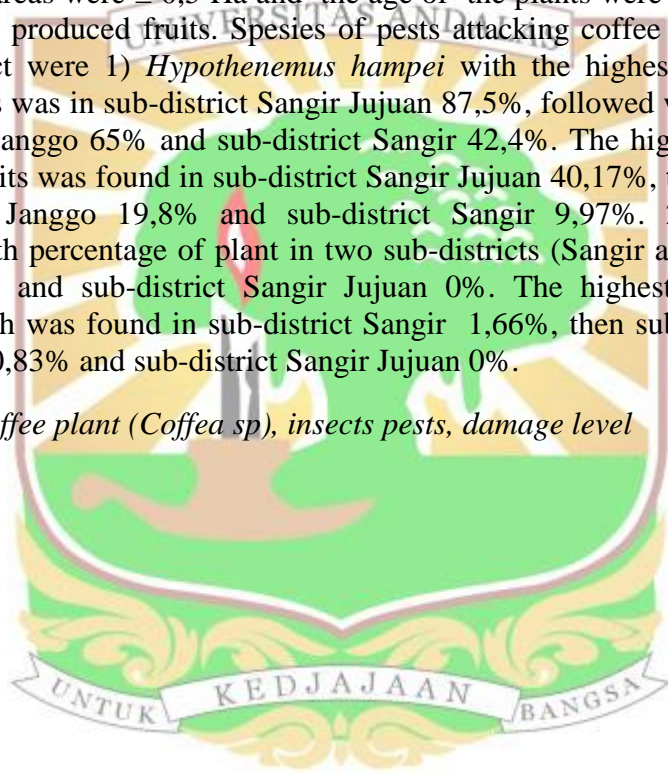 areas were ± 0,5 Ha and the age of the plants were
produced fruits. Spesies of pests attacking coffee
ct were 1) Hypothenemus hampei with the highest
s was in sub-district Sangir Jujuan 87,5%, followed
anggo 65% and sub-district Sangir 42,4%. The hig
its was found in sub-district Sangir Jujuan 40,17%,
Janggo 19,8% and sub-district Sangir 9,97%.
th percentage of plant in two sub-districts (Sangir a
and sub-district Sangir Jujuan 0%. The highest
h was found in sub-district Sangir 1,66%, then sub
0,83% and sub-district Sangir Jujuan 0%.
ffee plant (Coffea sp), insects pests, damage level
UNIVERSITAS ANDALAS
UNTUK KEDJAJAAN BANGSA